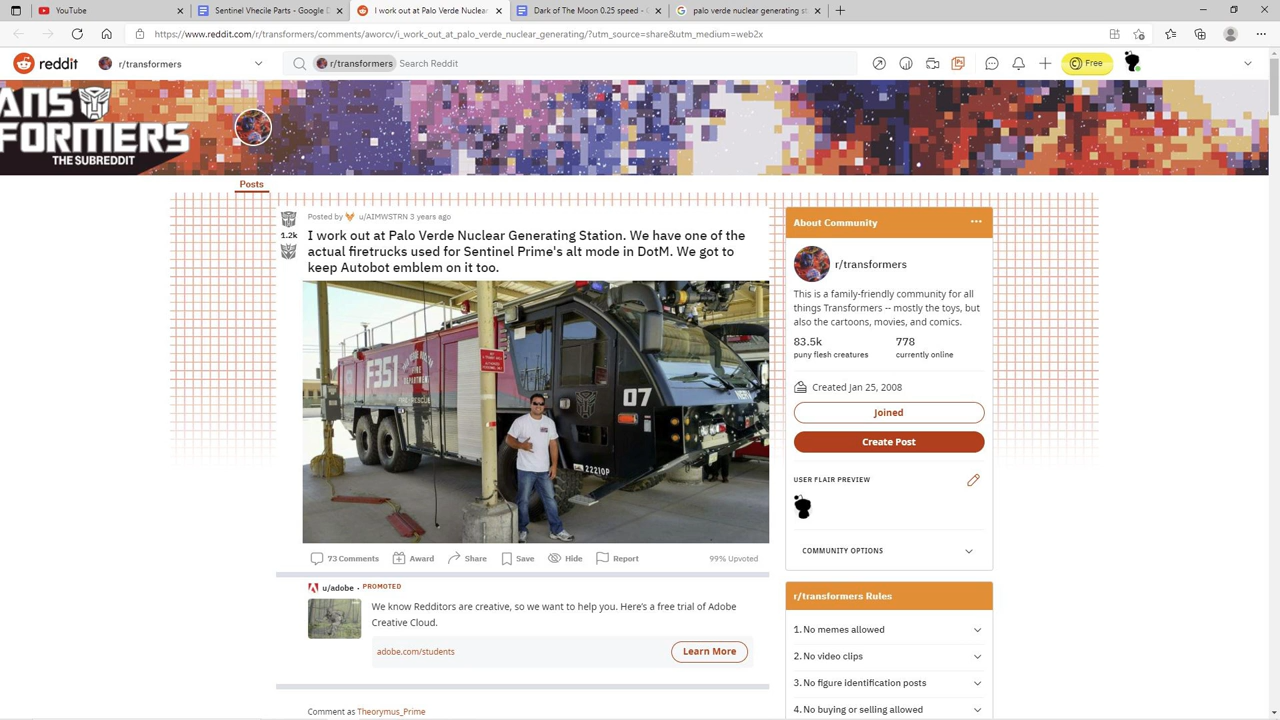 YouTube
Sentinel Vhecile Parts - Google D
I work out at Palo Verde Nuclear
Dark of The Moon 0.25 speed - G
palo verde nuclear generating st
https://www.reddit.com/r/transformers/comments/aworcv/i_work_out_at_palo_verde_nuclear_generating/?utm_source=share&utm_medium=web2x
reddit
r/transformers
r/transformers
Search Reddit
Free
ANS
FORMERS
THE SUBREDDIT
Posts
1.2k
Posted by u/AIMWSTRN 3 years ago
I work out at Palo Verde Nuclear Generating Station. We have one of the
actual firetrucks used for Sentinel Prime's alt mode in DotM. We got to
keep Autobot emblem on it too.
F351
DEPARTMENT
FIRE-RESCUE
07
22210P
73 Comments
Award
Share
Save
Hide
Report
99% Upvoted
u/adobe • PROMOTED
We know Redditors are creative, so we want to help you. Here's a free trial of Adobe
Creative Cloud.
adobe.com/students
Learn More
Comment as Theorymus_Prime
About Community
r/transformers
This is a family-friendly community for all
things Transformers -- mostly the toys, but
also the cartoons, movies, and comics.
83.5k
778
puny flesh creatures
currently online
Created Jan 25, 2008
Joined
Create Post
USER FLAIR PREVIEW
COMMUNITY OPTIONS
r/transformers Rules
1. No memes allowed
2. No video clips
3. No figure identification posts
4. No buying or selling allowed